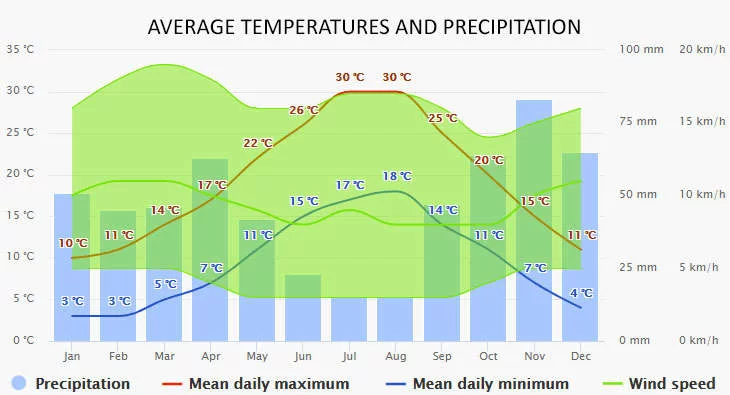 AVERAGE TEMPERATURES AND PRECIPITATION
35 °C 100 mm 20 km/h
30 °C 30 °C 30 °C
26 °C
25 °C 25 °C 75 mm 15 km/h
22 °C
20 °C 20 °C
17 °C 17 °C 18 °C
15 °C 14 °C 15 °C 14 °C 15 °C 50 mm 10 km/h
10 °C 10 °C 11 °C 11 °C 11 °C 11 °C
5 °C 5 °C 7 °C 7 °C 25 mm 5 km/h
3 °C 3 °C 4 °C
0 °C 0 mm 0 km/h
Jan Feb Mar Apr May Jun Jul Aug Sep Oct Nov Dec
Precipitation Mean daily maximum Mean daily minimum Wind speed